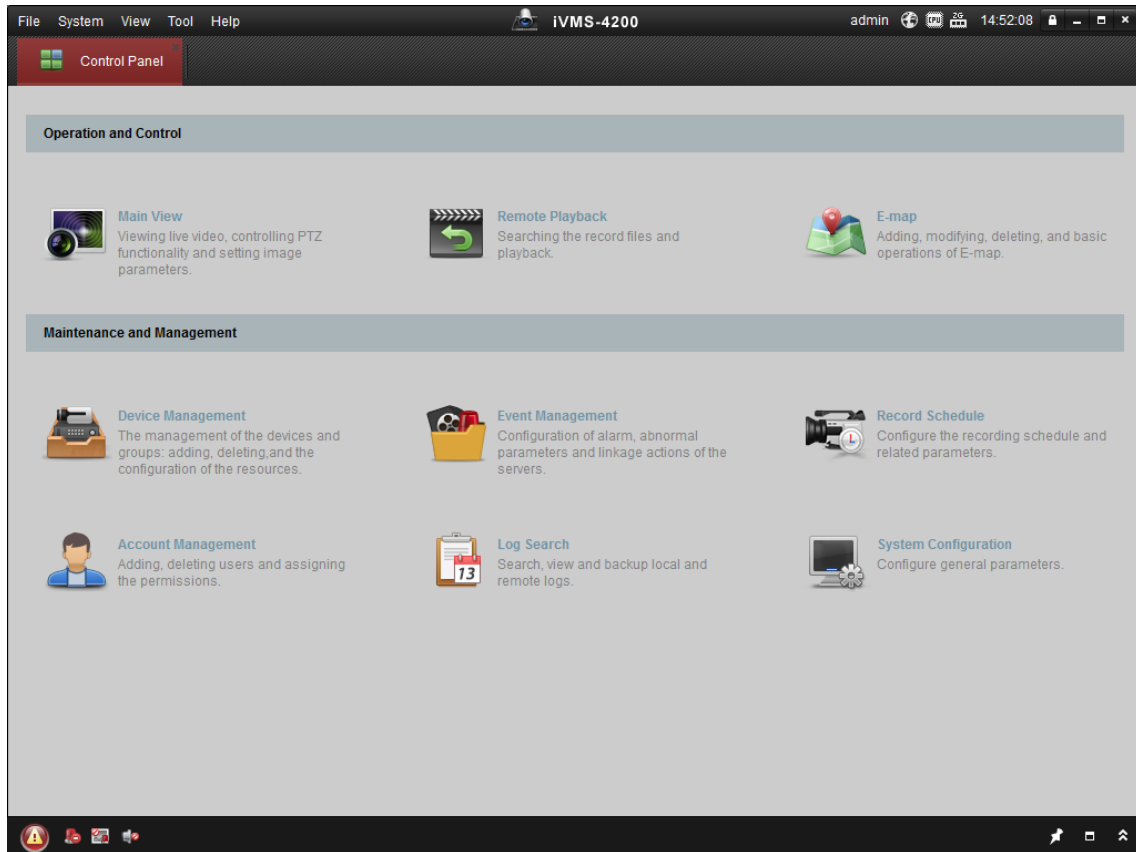 File System View Tool Help iVMS-4200 admin CPU 2G 14:52:08
Control Panel
Operation and Control
Main View
Viewing live video, controlling PTZ
functionality and setting image
parameters.
Remote Playback
Searching the record files and
playback.
E-map
Adding, modifying, deleting, and basic
operations of E-map.
Maintenance and Management
Device Management
The management of the devices and
groups: adding, deleting,and the
configuration of the resources.
Event Management
Configuration of alarm, abnormal
parameters and linkage actions of the
servers.
Record Schedule
Configure the recording schedule and
related parameters.
Account Management
Adding, deleting users and assigning
the permissions.
13
Log Search
Search, view and backup local and
remote logs.
System Configuration
Configure general parameters.